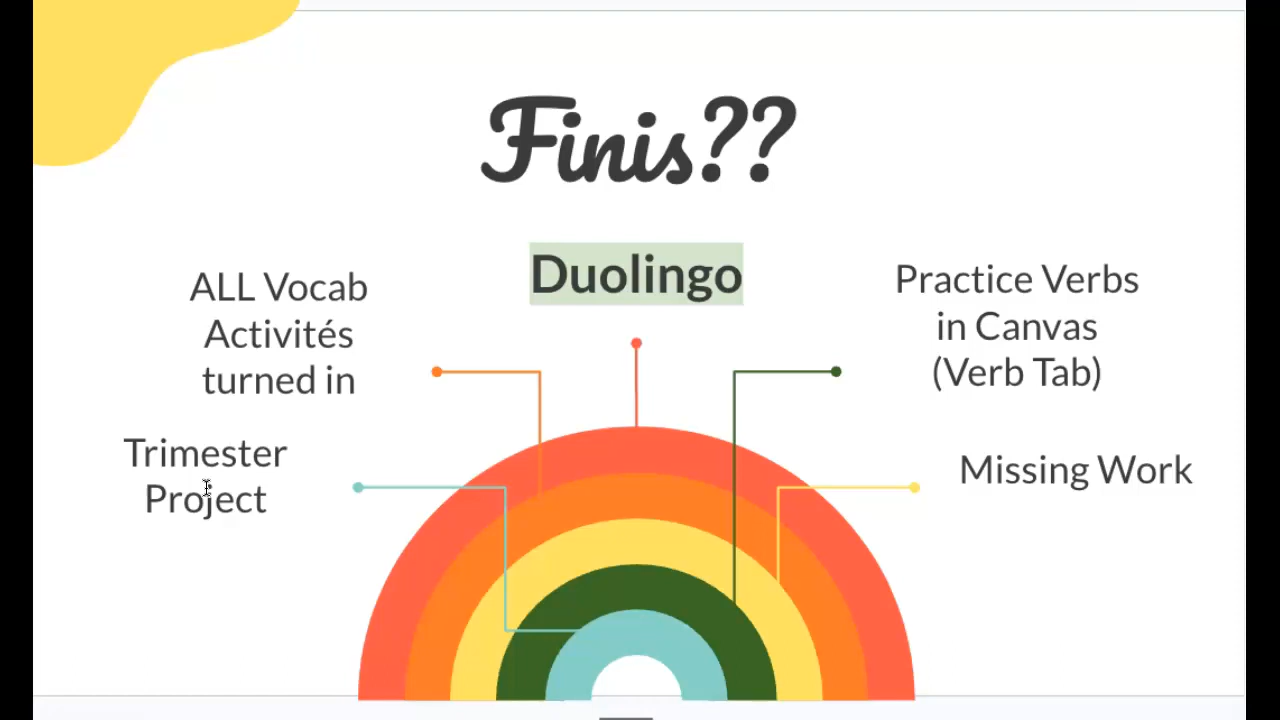 Finis??
Duolingo
ALL Vocab
Activités
turned in
Practice Verbs
in Canvas
(Verb Tab)
Trimester
Project
Missing Work